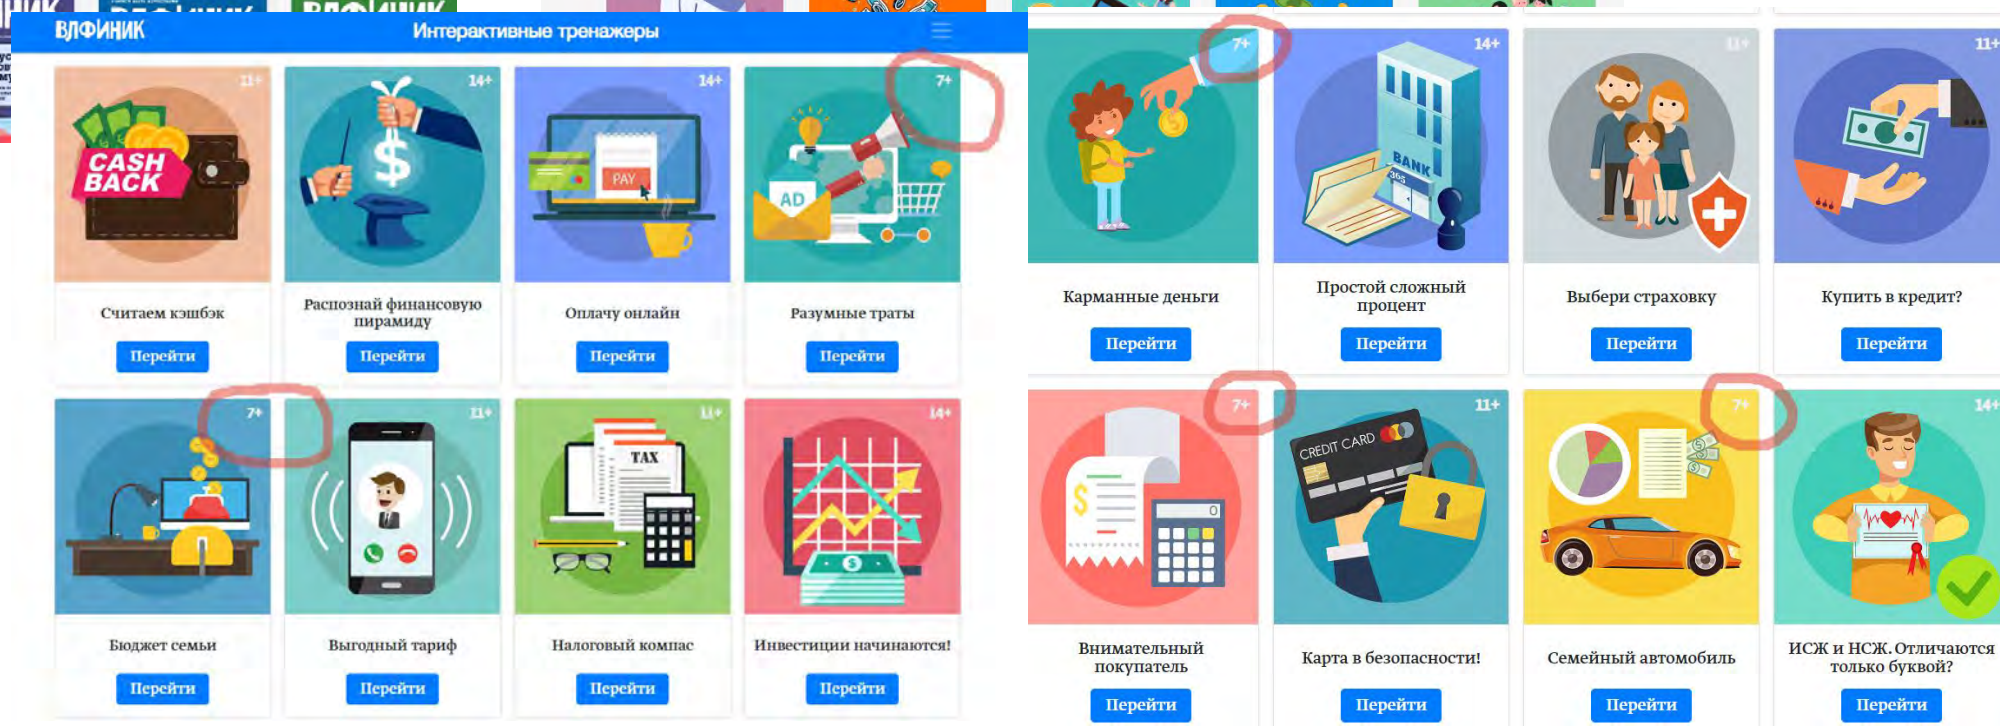 ВЛФИНИК
Интерактивные тренажеры
11+
14+
14+
7+
CASH
BACK
$
PAY
AD
Считаем кэшбэк
Распознай финансовую
пирамиду
Оплачу онлайн
Разумные траты
Перейти
Перейти
Перейти
Перейти
7+
11+
11+
14+
TAX
$
Бюджет семьи
Выгодный тариф
Налоговый компас
Инвестиции начинаются!
Перейти
Перейти
Перейти
Перейти
7+
14+
11+
11+
BANK
365
Карманные деньги
Простой сложный
процент
Выбери страховку
Купить в кредит?
Перейти
Перейти
Перейти
Перейти
7+
11+
7+
14+
$
0
CREDIT CARD
Внимательный
покупатель
Карта в безопасности!
Семейный автомобиль
ИСЖ и НСЖ. Отличаются
только буквой?
Перейти
Перейти
Перейти
Перейти